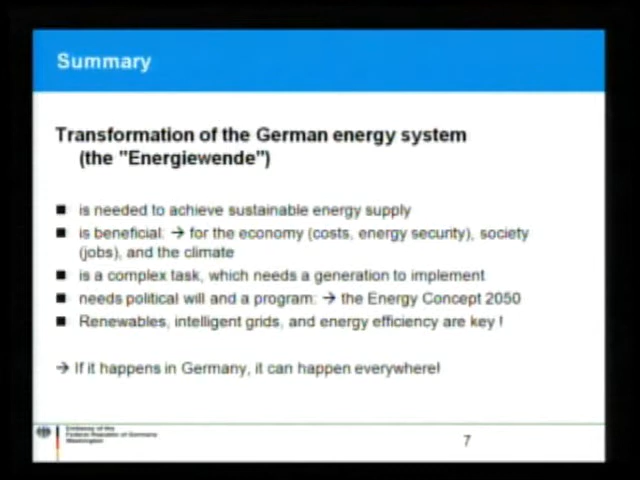 Summary
Transformation of the German energy system
(the "Energiewende")
■ is needed to achieve sustainable energy supply
■ is beneficial: → for the economy (costs, energy security), society
(jobs), and the climate
■ is a complex task, which needs a generation to implement
■ needs political will and a program: → the Energy Concept 2050
■ Renewables, intelligent grids, and energy efficiency are key !
→ If it happens in Germany, it can happen everywhere!
Embassy of the
Federal Republic of Germany
Washington
7